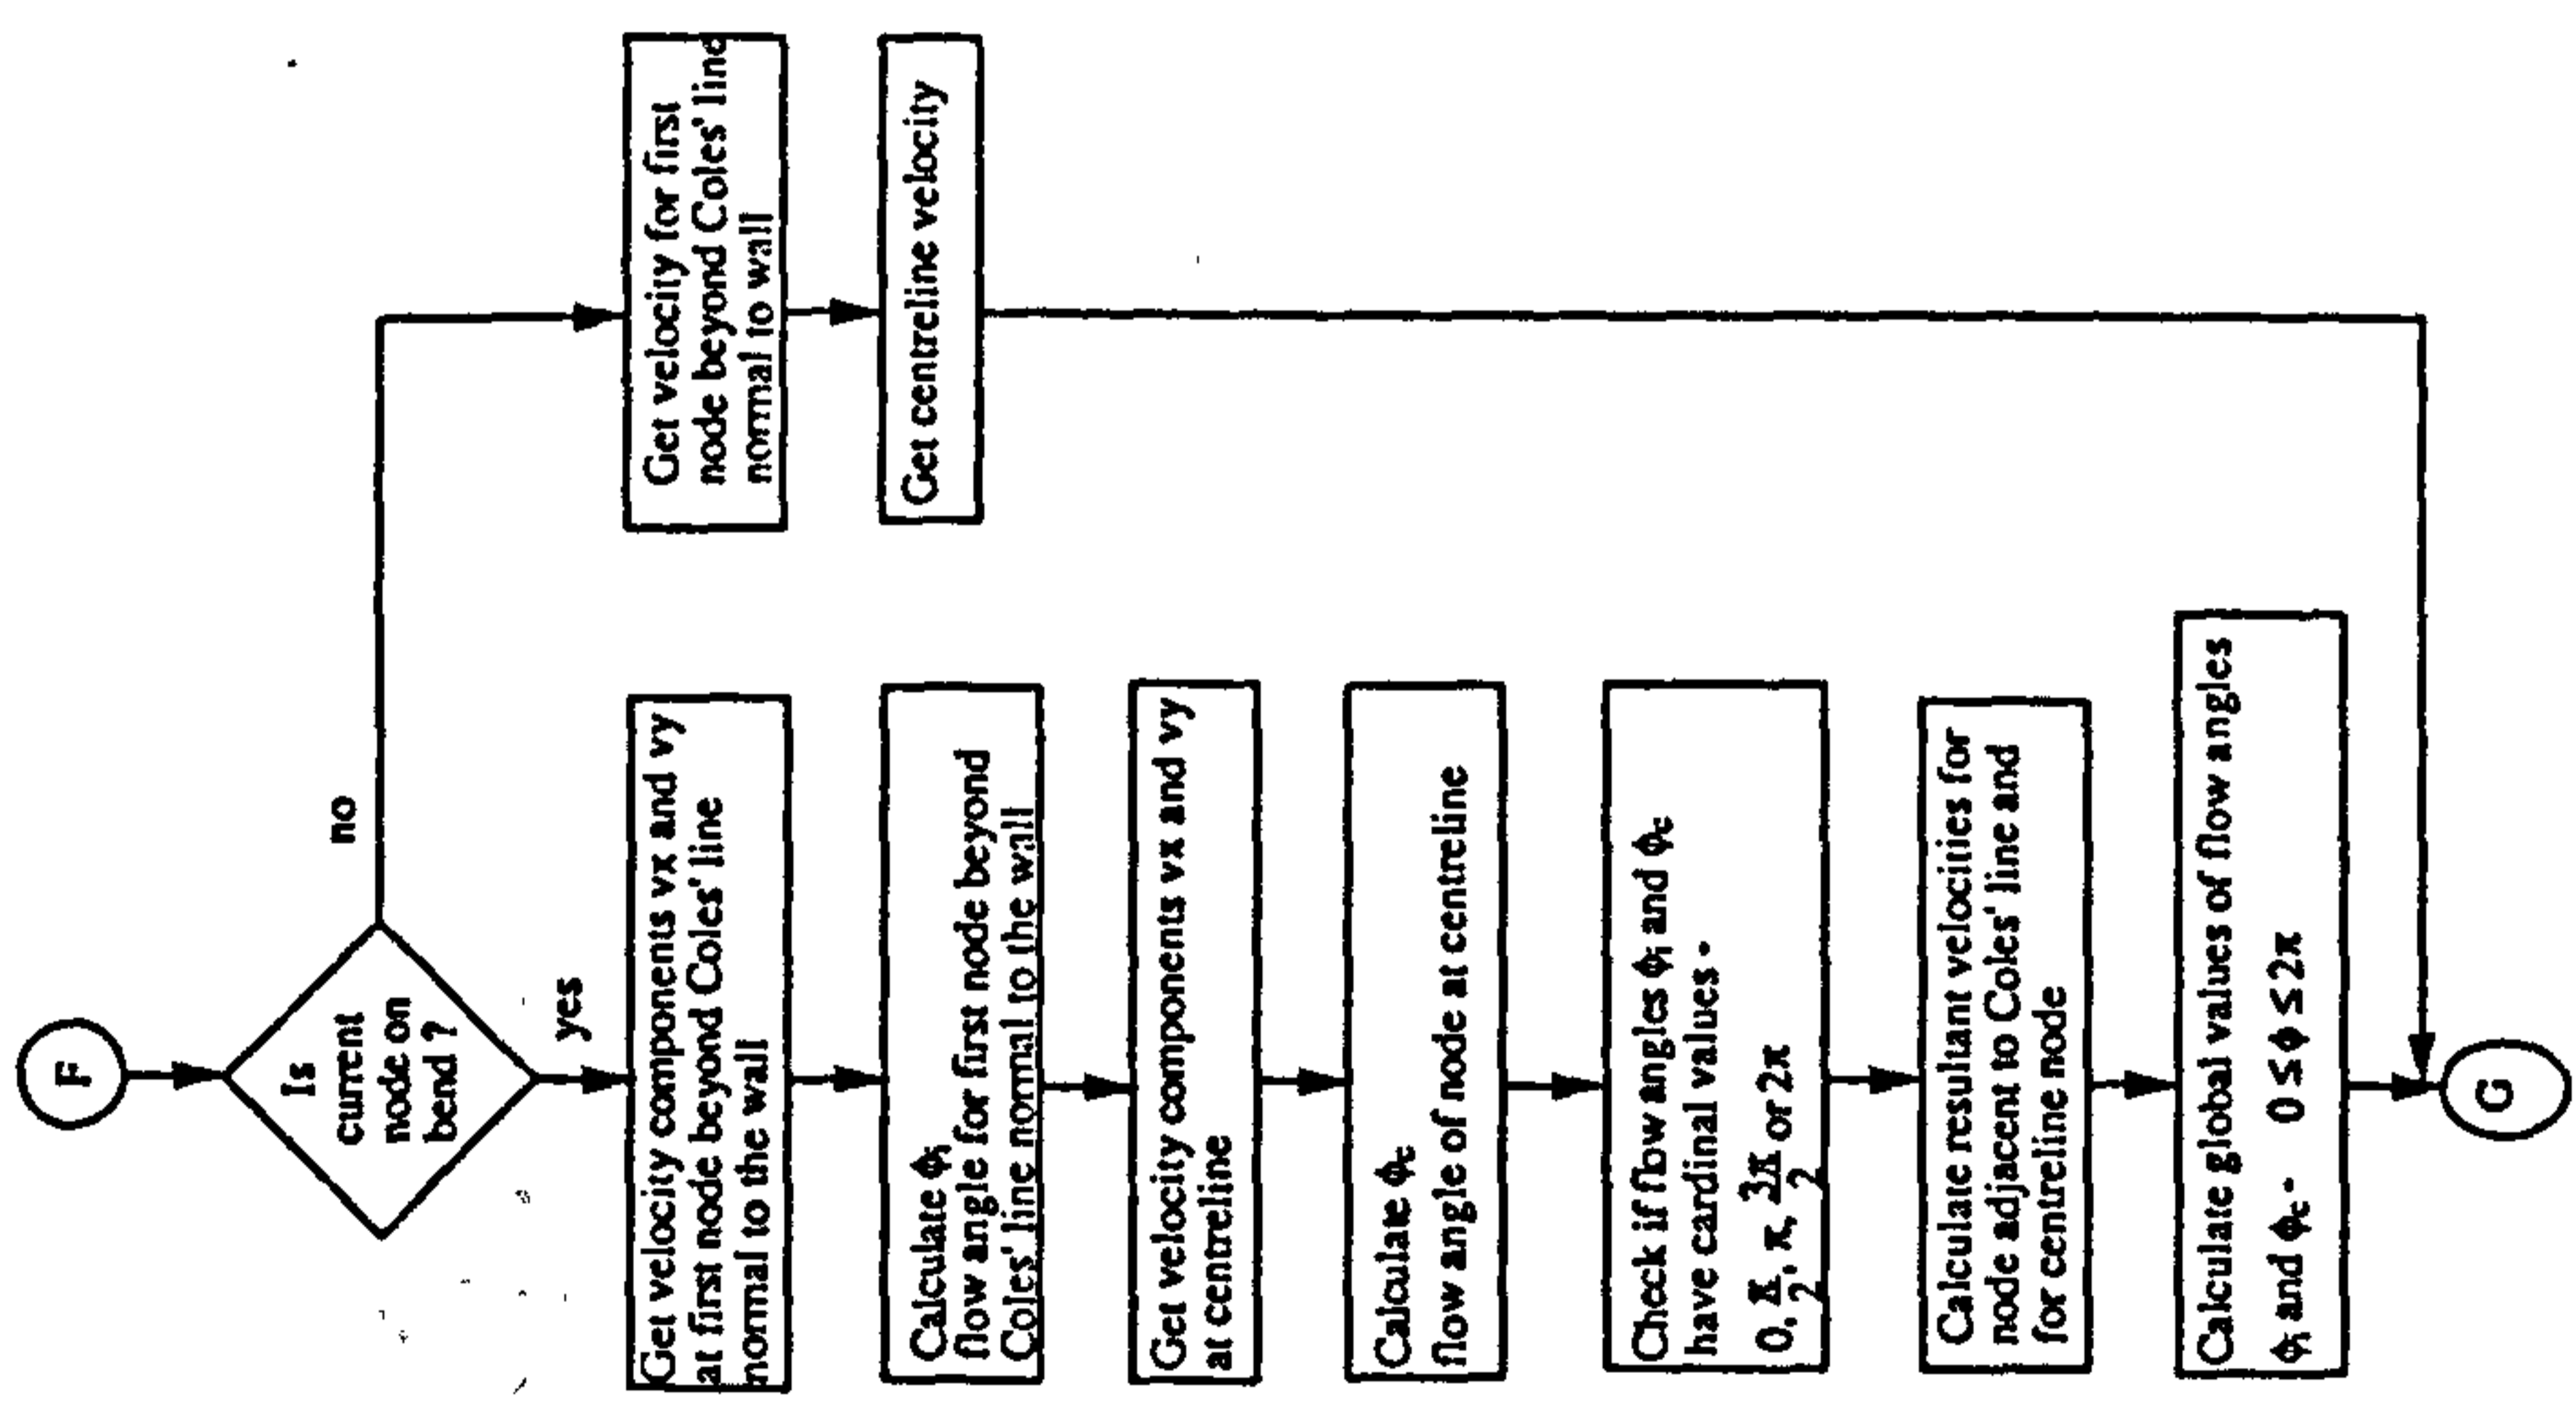 F
Is
current
node on
bend ?
no
yes
Get velocity components vx and vy
at first node beyond Coles' line
normal to the wall
Calculate ϕi
flow angle for first node beyond
Coles' line normal to the wall
Get velocity components vx and vy
at centreline
Calculate ϕc
flow angle of node at centreline
Check if flow angles ϕi and ϕc
have cardinal values -
0, π/2, π, 3π/2 or 2π
Calculate resultant velocities for
node adjacent to Coles' line and
for centreline node
Calculate global values of flow angles
ϕi and ϕc - 0 ≤ ϕ ≤ 2π
Get velocity for first
node beyond Coles' line
normal to wall
Get centreline velocity
G